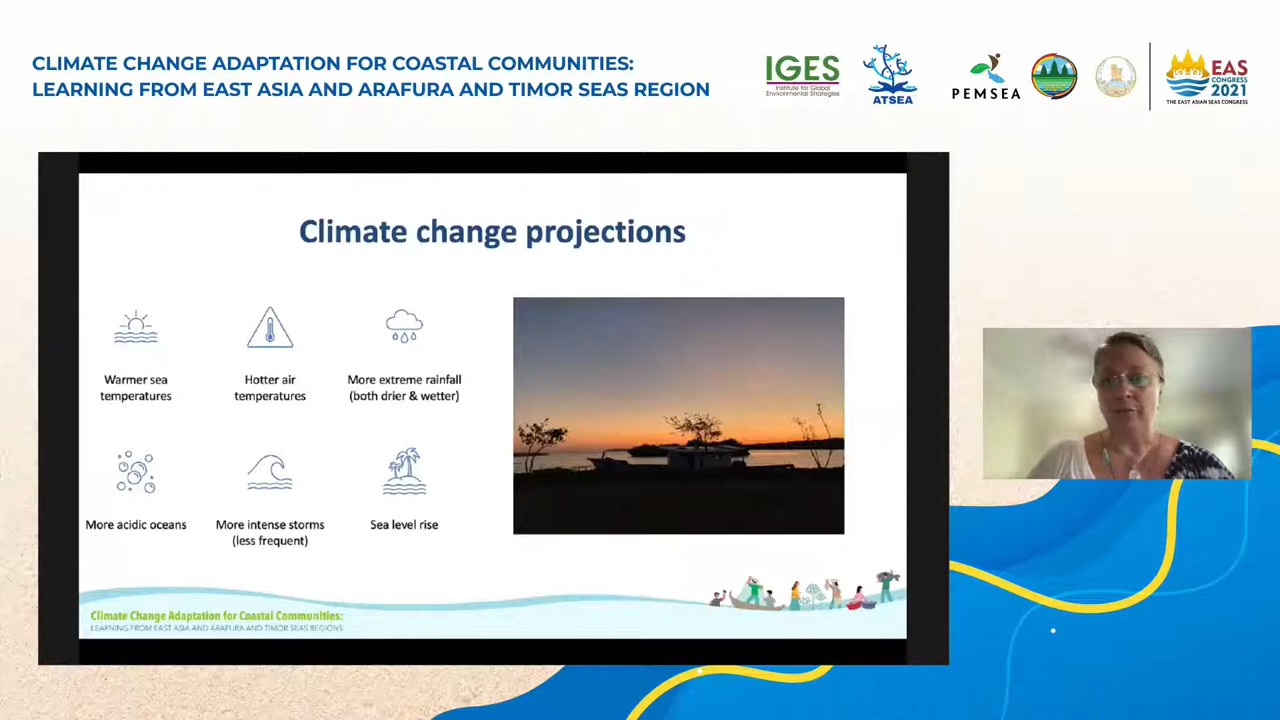 CLIMATE CHANGE ADAPTATION FOR COASTAL COMMUNITIES:
LEARNING FROM EAST ASIA AND ARAFURA AND TIMOR SEAS REGION
IGES
Institute for Global
Environmental Strategies
ATSEA
PEMSEA
EAS
CONGRESS
2021
THE EAST ASIAN SEAS CONGRESS
Climate change projections
Warmer sea
temperatures
Hotter air
temperatures
More extreme rainfall
(both drier & wetter)
More acidic oceans
More intense storms
(less frequent)
Sea level rise
Climate Change Adaptation for Coastal Communities:
LEARNING FROM EAST ASIA AND ARAFURA AND TIMOR SEAS REGIONS